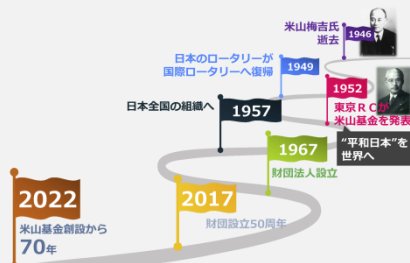 米山梅吉氏
逝去
1946
日本のロータリーが
国際ロータリーへ復帰
1949
1952
東京RCが
米山基金を発表
“平和日本”を
世界へ
日本全国の組織へ
1957
1967
財団法人設立
2017
財団設立50周年
2022
米山基金創設から
70年